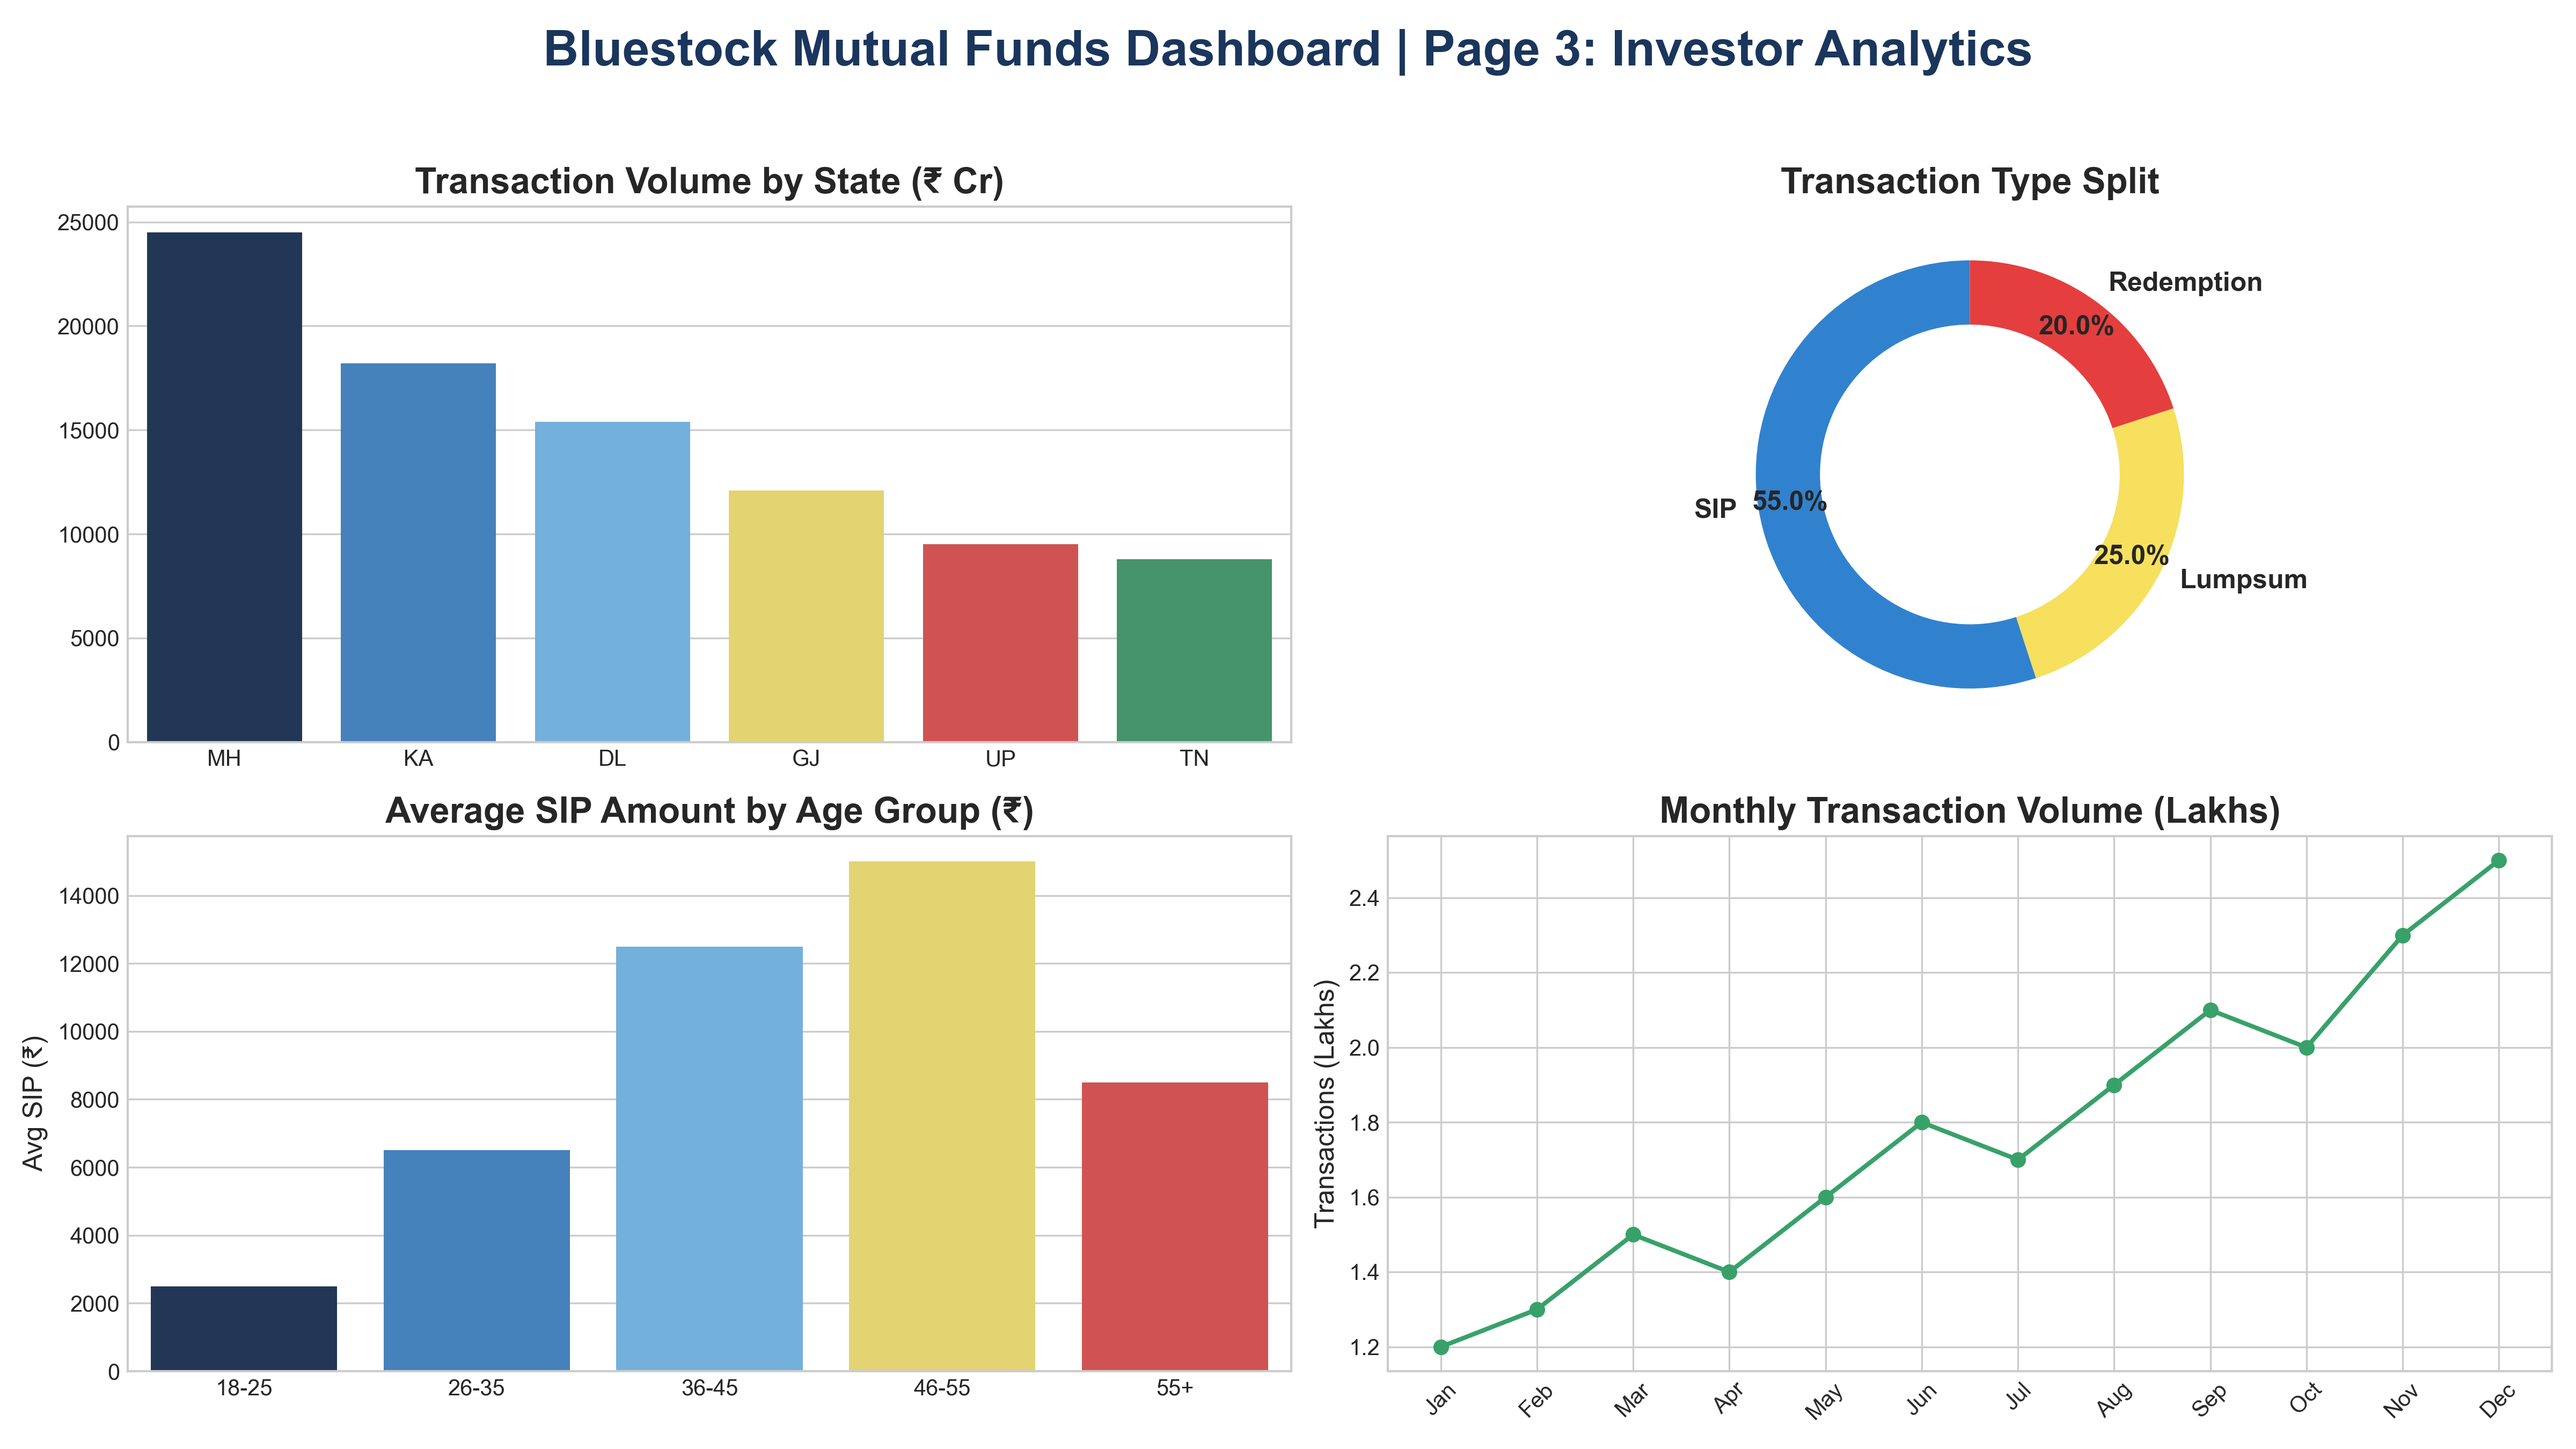 Bluestock Mutual Funds Dashboard | Page 3: Investor Analytics
Transaction Volume by State (₹ Cr)
25000
20000
15000
10000
5000
0
MH
KA
DL
GJ
UP
TN
Transaction Type Split
Redemption
20.0%
SIP
55.0%
25.0%
Lumpsum
Average SIP Amount by Age Group (₹)
Avg SIP (₹)
14000
12000
10000
8000
6000
4000
2000
0
18-25
26-35
36-45
46-55
55+
Monthly Transaction Volume (Lakhs)
Transactions (Lakhs)
2.4
2.2
2.0
1.8
1.6
1.4
1.2
Jan
Feb
Mar
Apr
May
Jun
Jul
Aug
Sep
Oct
Nov
Dec